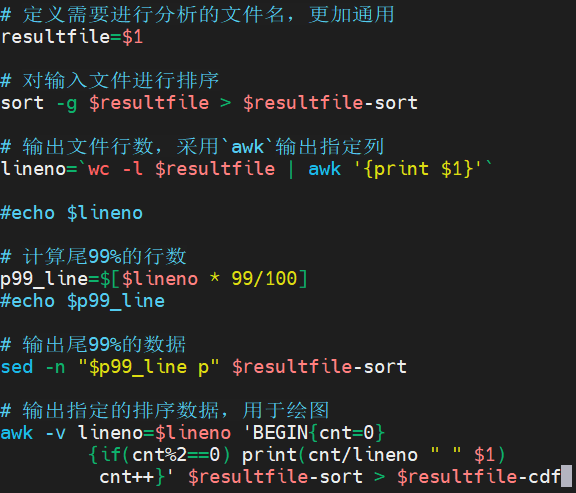 # 定义需要进行分析的文件名，更加通用
resultfile=$1
# 对输入文件进行排序
sort -g $resultfile > $resultfile-sort
# 输出文件行数，采用`awk`输出指定列
lineno=`wc -l $resultfile | awk '{print $1}'`
#echo $lineno
# 计算尾99%的行数
p99_line=$[$lineno * 99/100]
#echo $p99_line
# 输出尾99%的数据
sed -n "$p99_line p" $resultfile-sort
# 输出指定的排序数据，用于绘图
awk -v lineno=$lineno 'BEGIN{cnt=0}
{if(cnt%2==0) print(cnt/lineno " " $1)
cnt++}' $resultfile-sort > $resultfile-cdf